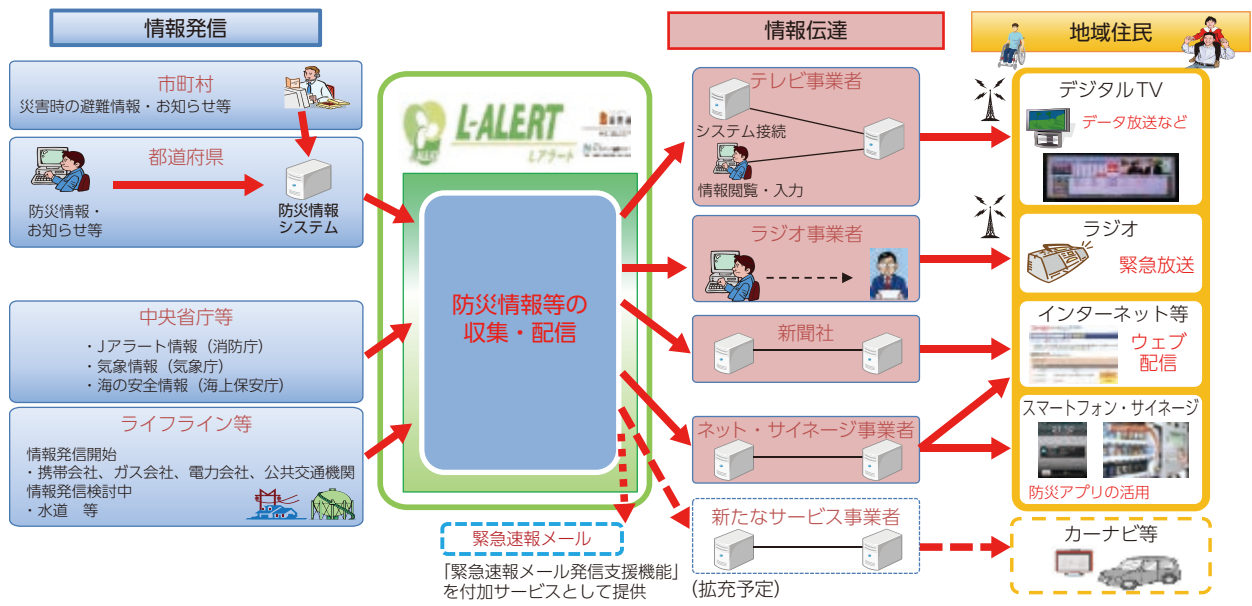 情報発信
市町村
災害時の避難情報・お知らせ等
都道府県
防災情報・
お知らせ等
防災情報
システム
中央省庁等
・Jアラート情報（消防庁）
・気象情報（気象庁）
・海の安全情報（海上保安庁）
ライフライン等
情報発信開始
・携帯会社、ガス会社、電力会社、公共交通機関
情報発信検討中
・水道　等
L-ALERT
Lアラート
防災情報等の
収集・配信
緊急速報メール
「緊急速報メール発信支援機能」
を付加サービスとして提供
情報伝達
テレビ事業者
システム接続
情報閲覧・入力
ラジオ事業者
新聞社
ネット・サイネージ事業者
新たなサービス事業者
(拡充予定)
地域住民
デジタルTV
データ放送など
ラジオ
緊急放送
インターネット等
ウェブ
配信
スマートフォン・サイネージ
防災アプリの活用
カーナビ等